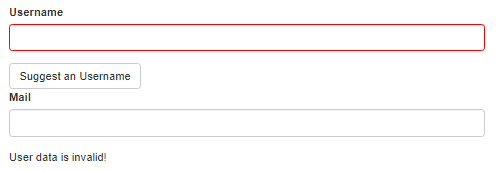 Username
Suggest an Username
Mail
User data is invalid!